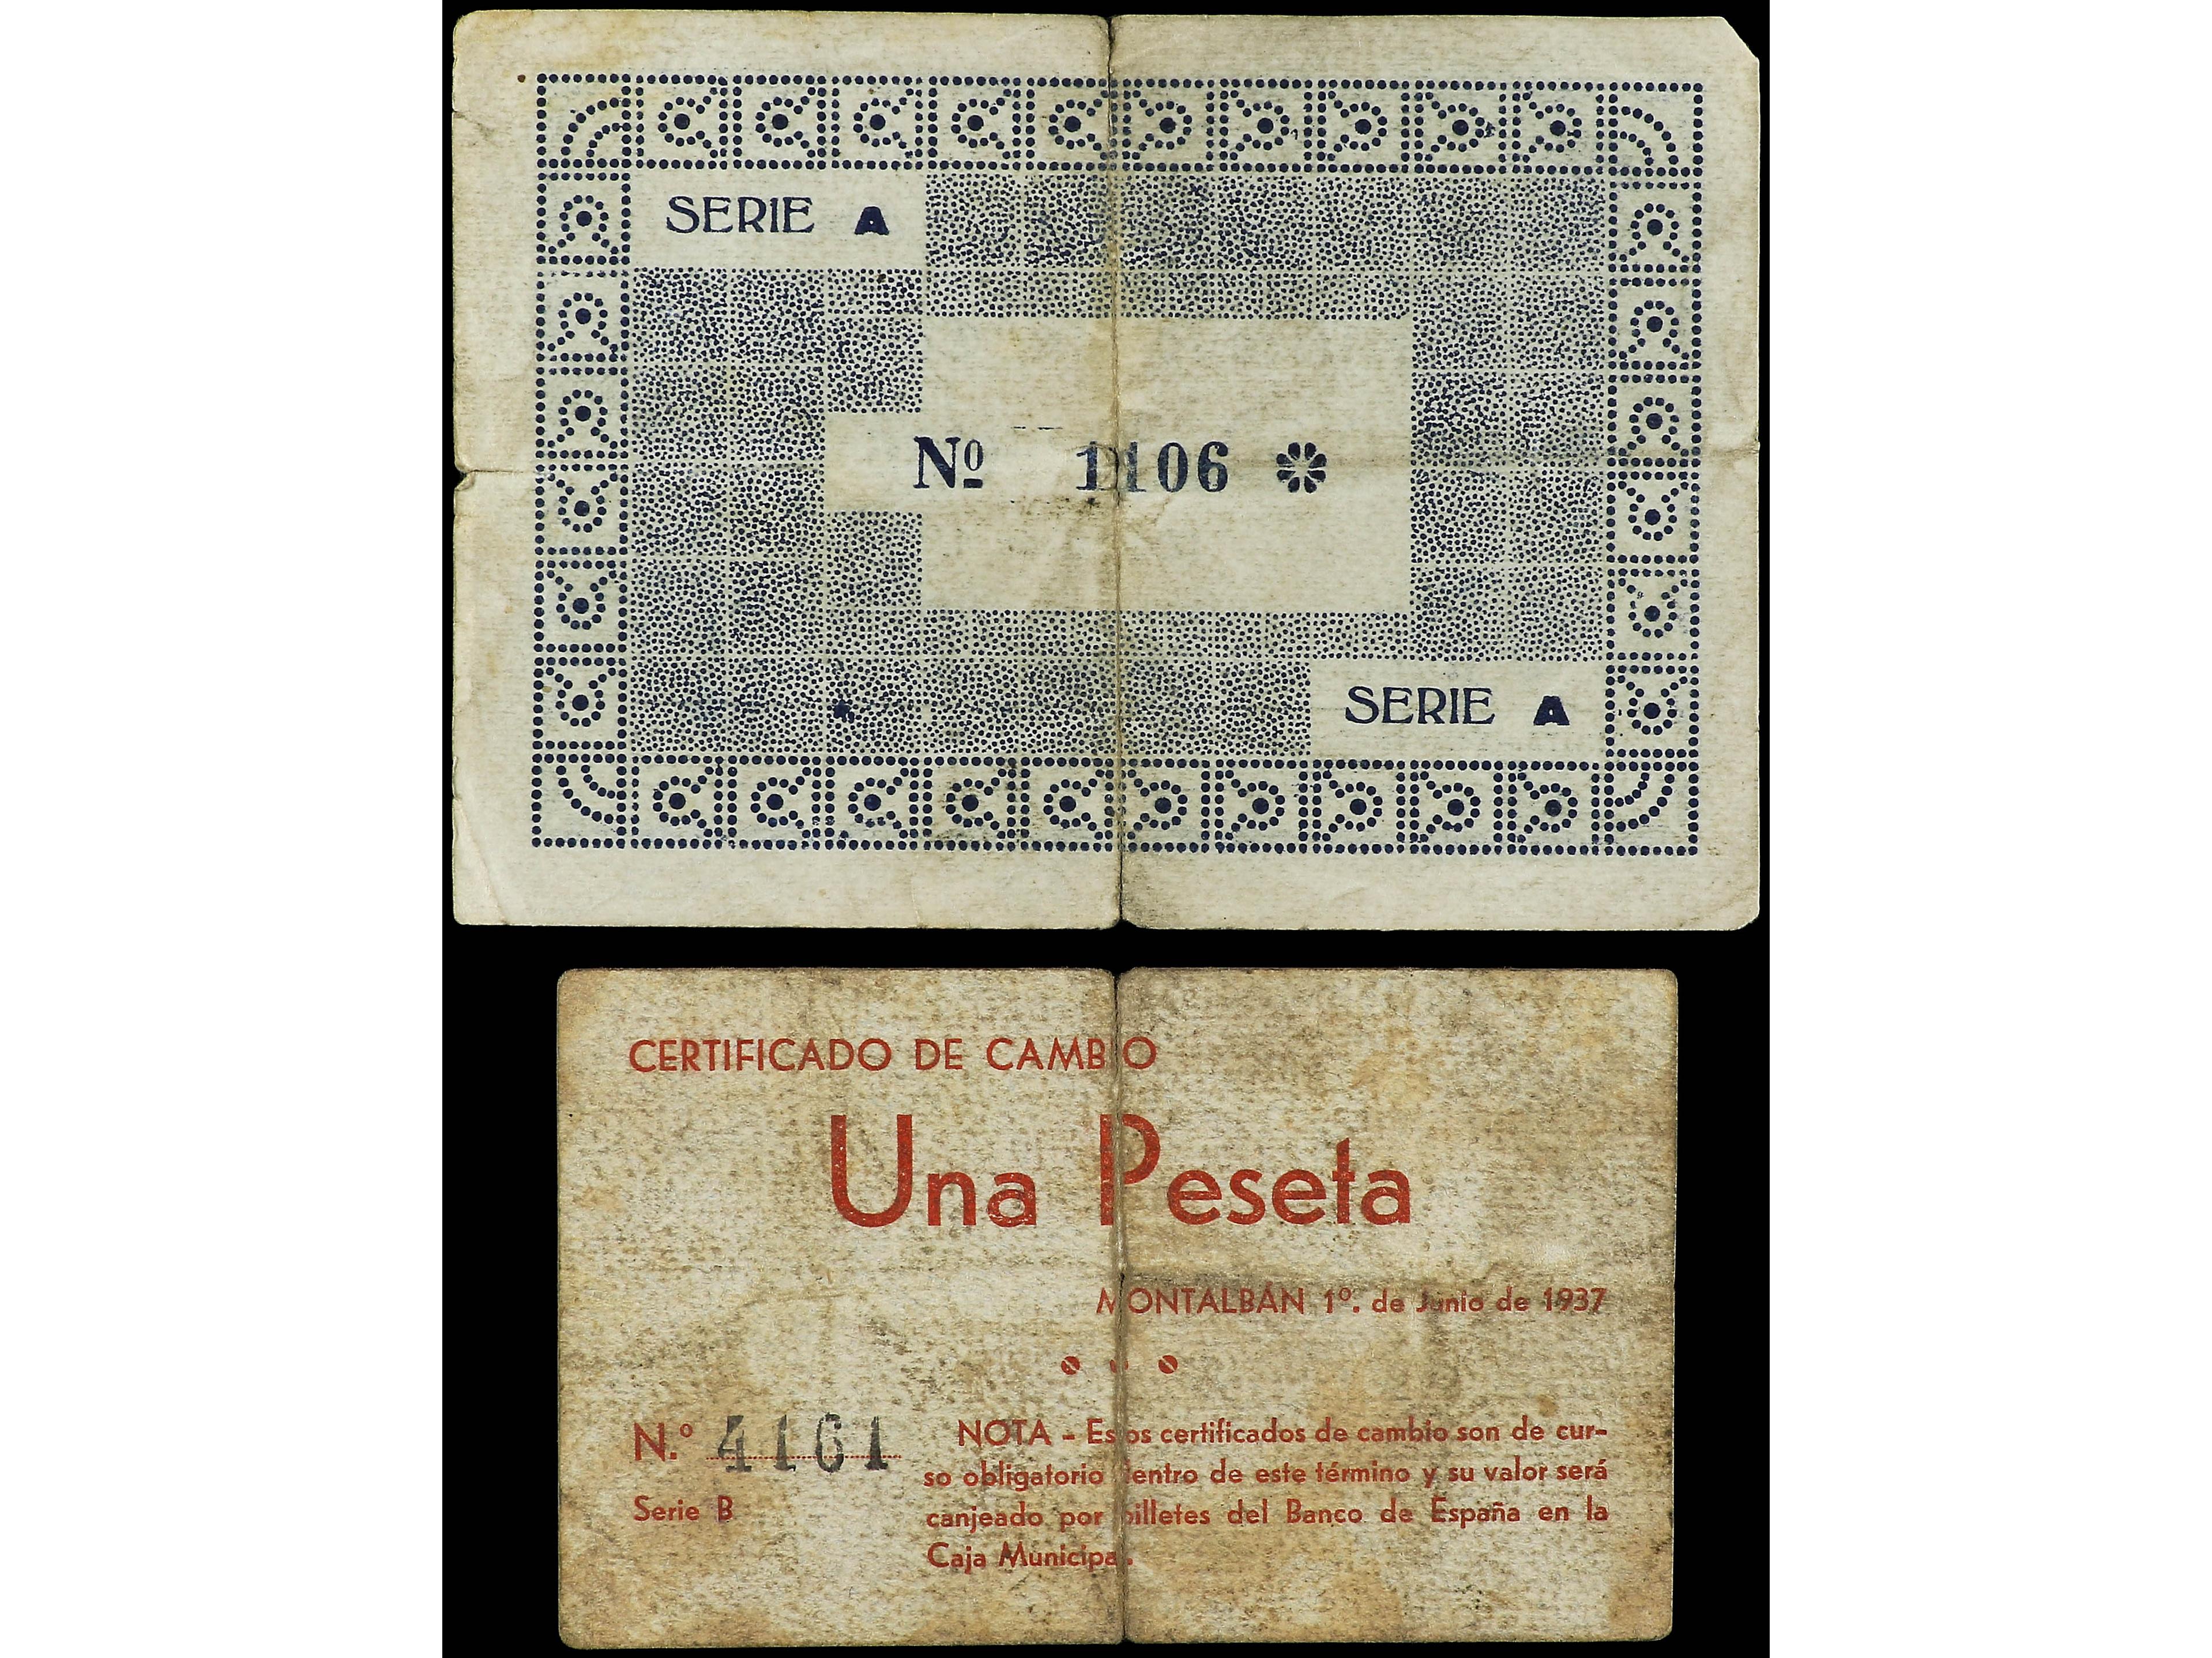 SERIE A
Nº 1106
SERIE A
CERTIFICADO DE CAMBIO
Una Peseta
MONTALBÁN 1º. de Junio de 1937
N.º 4161
Serie B
NOTA - Estos certificados de cambio son de cur-
so obligatorio dentro de este término y su valor será
canjeado por billetes del Banco de España en la
Caja Municipal.